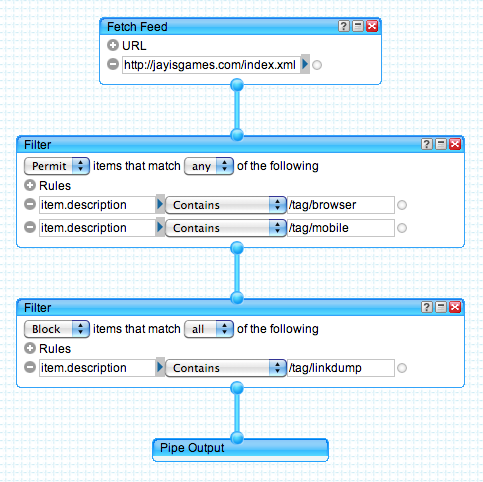 Fetch Feed
URL
http://jayisgames.com/index.xml
Filter
Permit items that match any of the following
Rules
item.description Contains /tag/browser
item.description Contains /tag/mobile
Filter
Block items that match all of the following
Rules
item.description Contains /tag/linkdump
Pipe Output